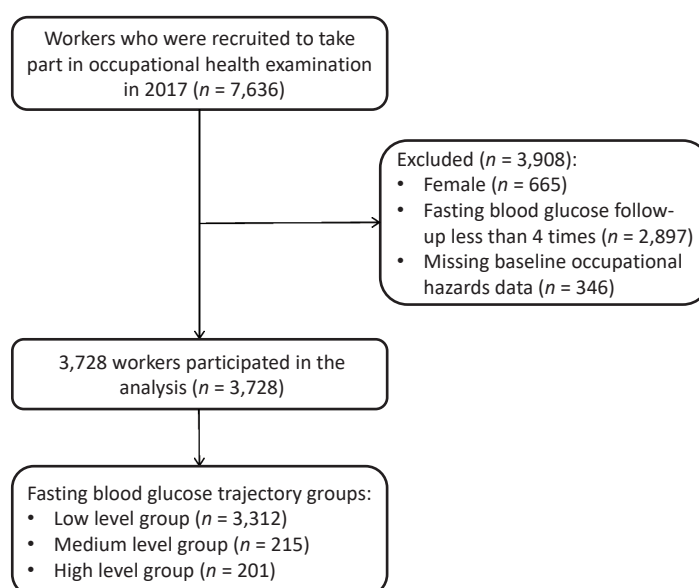 Workers who were recruited to take
part in occupational health examination
in 2017 (n = 7,636)
Excluded (n = 3,908):
• Female (n = 665)
• Fasting blood glucose follow-
up less than 4 times (n = 2,897)
• Missing baseline occupational
hazards data (n = 346)
3,728 workers participated in the
analysis (n = 3,728)
Fasting blood glucose trajectory groups:
• Low level group (n = 3,312)
• Medium level group (n = 215)
• High level group (n = 201)